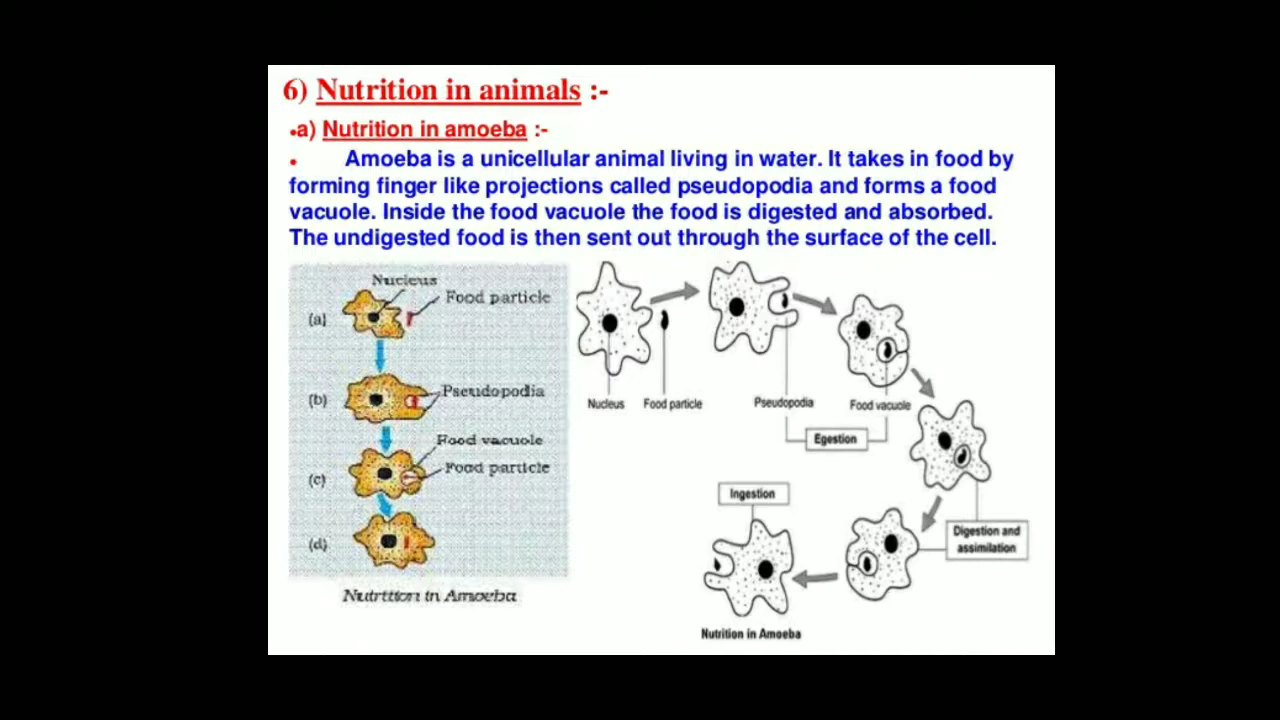 6) Nutrition in animals :-
•a) Nutrition in amoeba :-
• Amoeba is a unicellular animal living in water. It takes in food by
forming finger like projections called pseudopodia and forms a food
vacuole. Inside the food vacuole the food is digested and absorbed.
The undigested food is then sent out through the surface of the cell.
Nucleus
Food particle
(a)
Pseudopodia
(b)
Food vacuole
Food particle
(c)
(d)
Nutrition in Amoeba
Nucleus
Food particle
Pseudopodia
Food vacuole
Egestion
Ingestion
Digestion and
assimilation
Nutrition in Amoeba